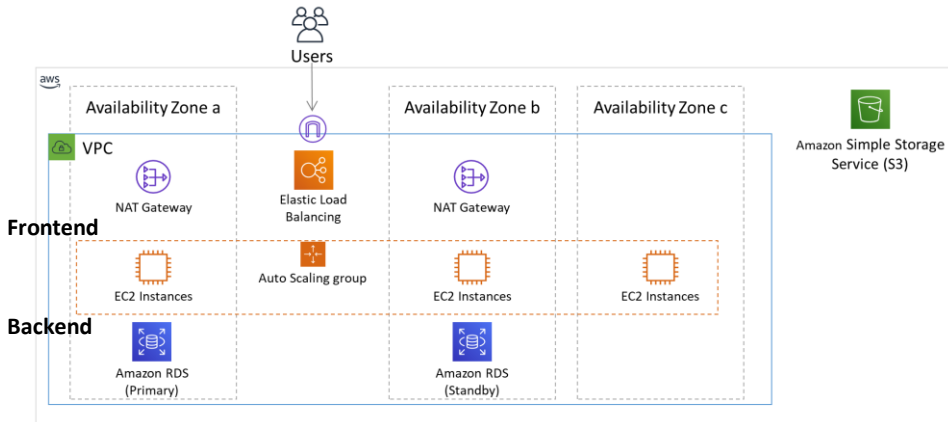 Users
aws
Availability Zone a
Availability Zone b
Availability Zone c
VPC
Amazon Simple Storage
Service (S3)
NAT Gateway
Elastic Load
Balancing
NAT Gateway
Frontend
Auto Scaling group
EC2 Instances
EC2 Instances
EC2 Instances
Backend
Amazon RDS
(Primary)
Amazon RDS
(Standby)